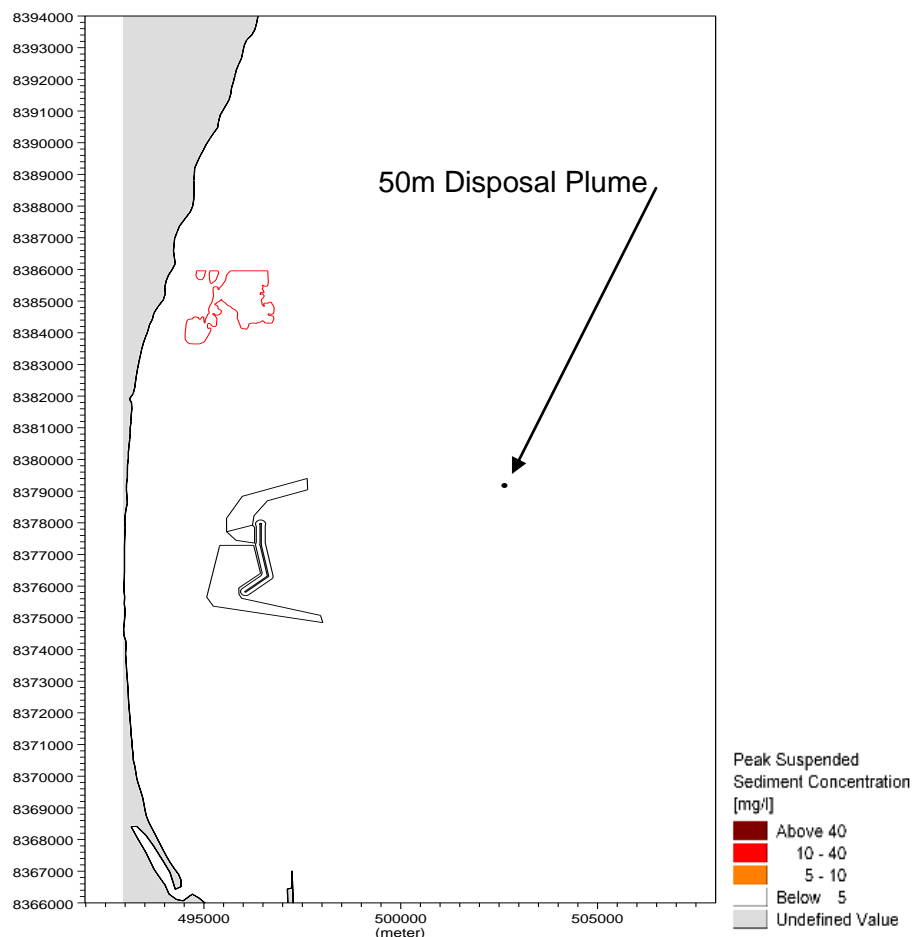 8394000
8393000
8392000
8391000
8390000
8389000
50m Disposal Plume
8388000
8387000
8386000
8385000
8384000
8383000
8382000
8381000
8380000
8379000
8378000
8377000
8376000
8375000
8374000
8373000
8372000
8371000
8370000
8369000
8368000
8367000
8366000
495000 500000 505000
(meter)
Peak Suspended
Sediment Concentration
[mg/l]
Above 40
10 - 40
5 - 10
Below 5
Undefined Value